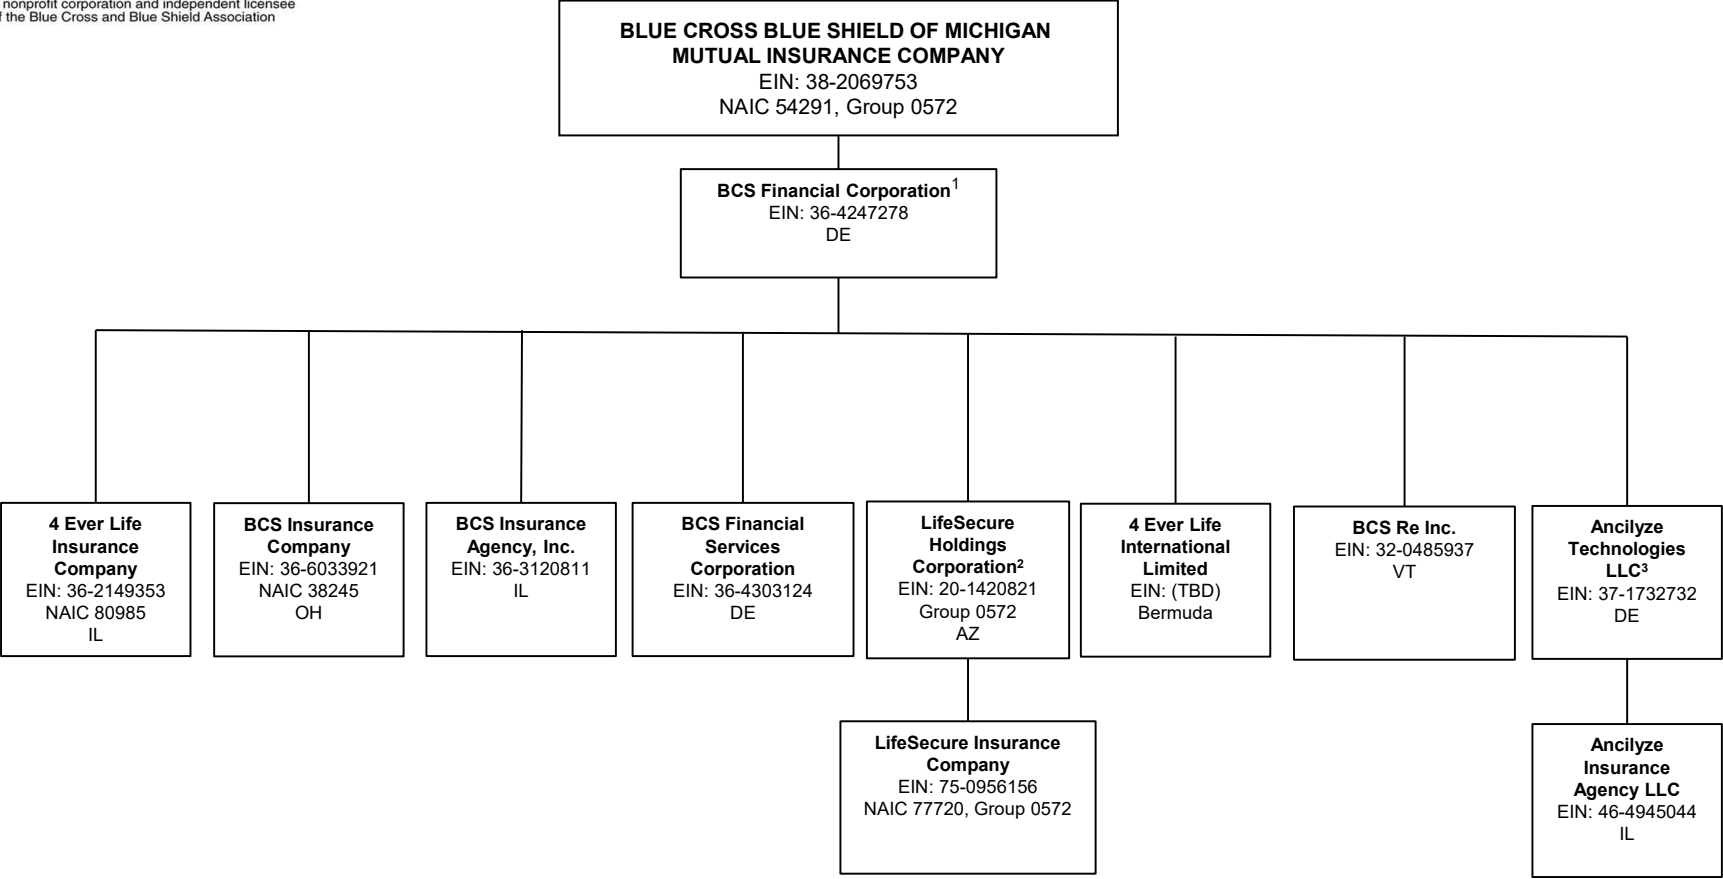 nonprofit corporation and independent licensee
f the Blue Cross and Blue Shield Association
BLUE CROSS BLUE SHIELD OF MICHIGAN
MUTUAL INSURANCE COMPANY
EIN: 38-2069753
NAIC 54291, Group 0572
BCS Financial Corporation1
EIN: 36-4247278
DE
4 Ever Life
Insurance
Company
EIN: 36-2149353
NAIC 80985
IL
BCS Insurance
Company
EIN: 36-6033921
NAIC 38245
OH
BCS Insurance
Agency, Inc.
EIN: 36-3120811
IL
BCS Financial
Services
Corporation
EIN: 36-4303124
DE
LifeSecure
Holdings
Corporation2
EIN: 20-1420821
Group 0572
AZ
4 Ever Life
International
Limited
EIN: (TBD)
Bermuda
BCS Re Inc.
EIN: 32-0485937
VT
Ancilyze
Technologies
LLC3
EIN: 37-1732732
DE
LifeSecure Insurance
Company
EIN: 75-0956156
NAIC 77720, Group 0572
Ancilyze
Insurance
Agency LLC
EIN: 46-4945044
IL